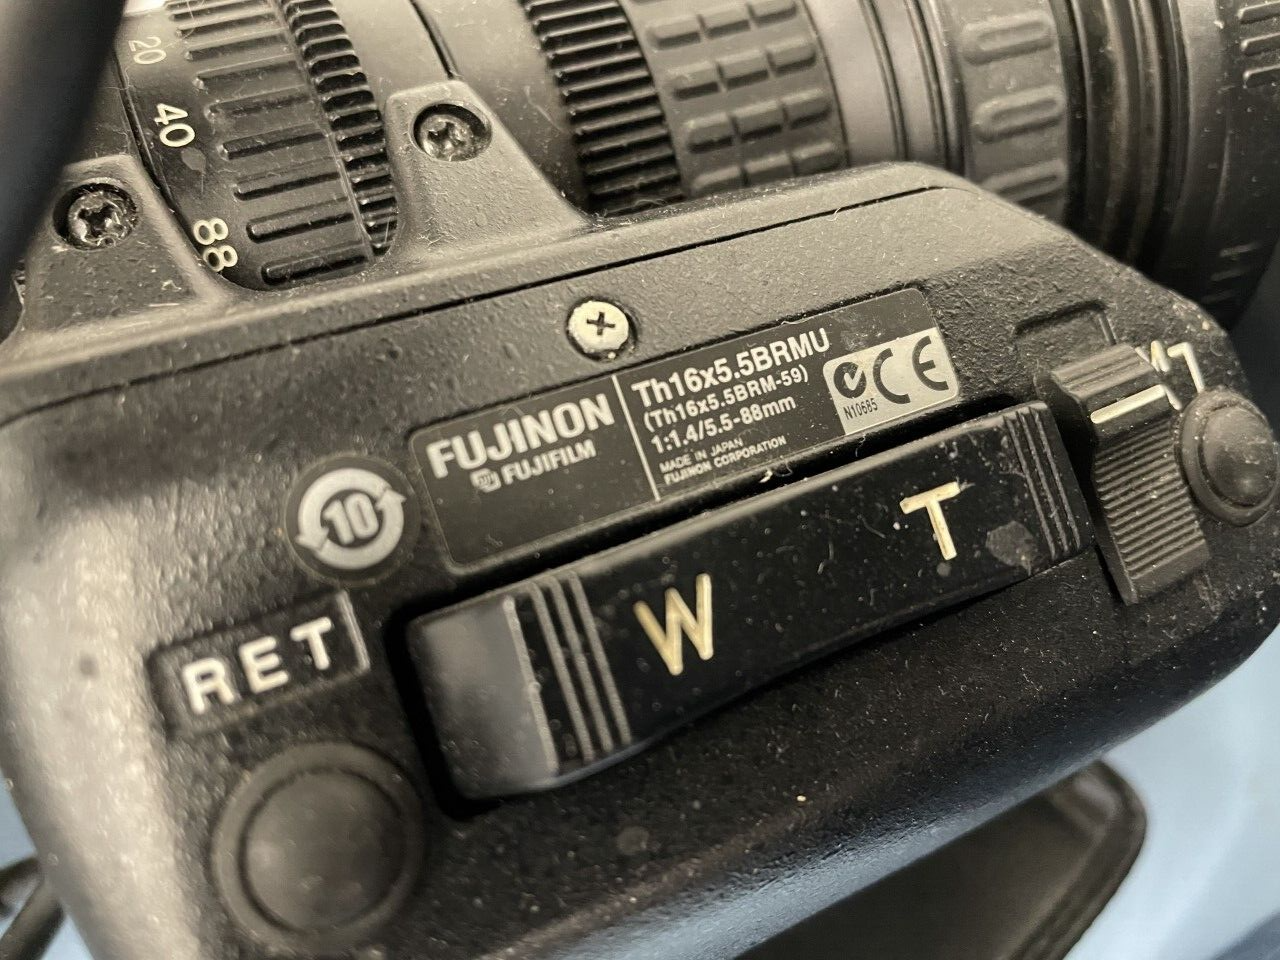 20
40
88
FUJINON
FUJIFILM
Th16x5.5BRMU
(Th16x5.5BRM-59)
1:1.4/5.5-88mm
MADE IN JAPAN
FUJINON CORPORATION
N10685
CE
10
RET
W
T